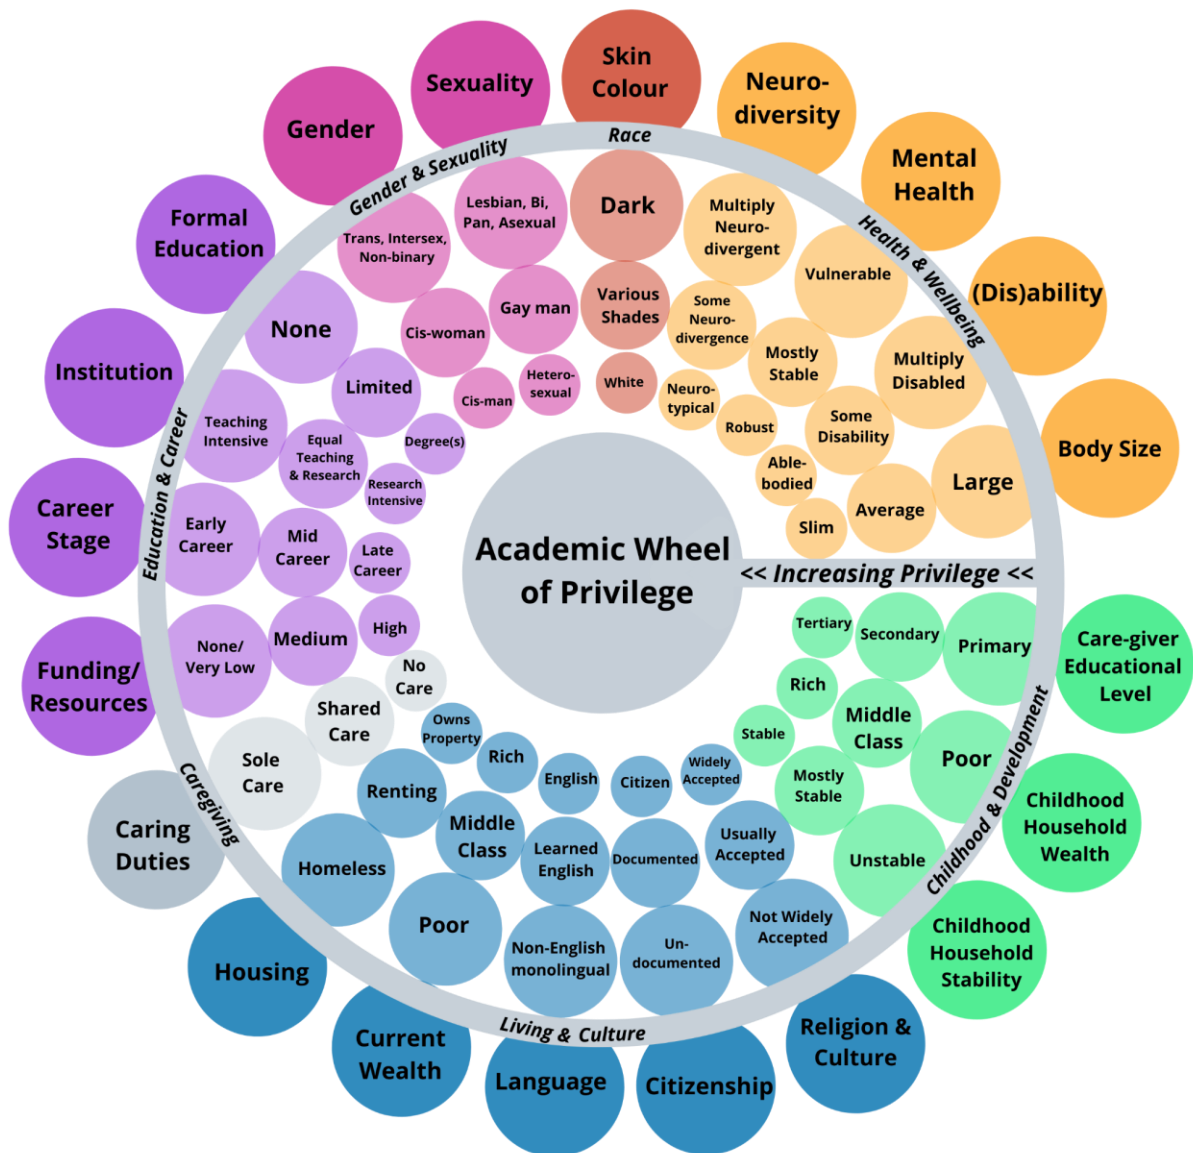 Academic Wheel
of Privilege
<< Increasing Privilege <<
Race
Skin
Colour
Dark
Various
Shades
White
Health & Wellbeing
Neuro-
diversity
Multiply
Neuro-
divergent
Some
Neuro-
divergence
Neuro-
typical
Mental
Health
Vulnerable
Mostly
Stable
Robust
(Dis)ability
Multiply
Disabled
Some
Disability
Able-
bodied
Body Size
Large
Average
Slim
Childhood & Development
Care-giver
Educational
Level
Primary
Secondary
Tertiary
Childhood
Household
Wealth
Poor
Middle
Class
Rich
Childhood
Household
Stability
Unstable
Mostly
Stable
Stable
Living & Culture
Religion &
Culture
Not Widely
Accepted
Usually
Accepted
Widely
Accepted
Citizenship
Un-
documented
Documented
Citizen
Language
Non-English
monolingual
Learned
English
English
Current
Wealth
Poor
Middle
Class
Rich
Housing
Homeless
Renting
Owns
Property
Caregiving
Caring
Duties
Sole
Care
Shared
Care
No
Care
Education & Career
Funding/
Resources
None/
Very Low
Medium
High
Career
Stage
Early
Career
Mid
Career
Late
Career
Institution
Teaching
Intensive
Equal
Teaching
& Research
Research
Intensive
Formal
Education
None
Limited
Degree(s)
Gender & Sexuality
Gender
Trans, Intersex,
Non-binary
Cis-woman
Cis-man
Sexuality
Lesbian, Bi,
Pan, Asexual
Gay man
Hetero-
sexual